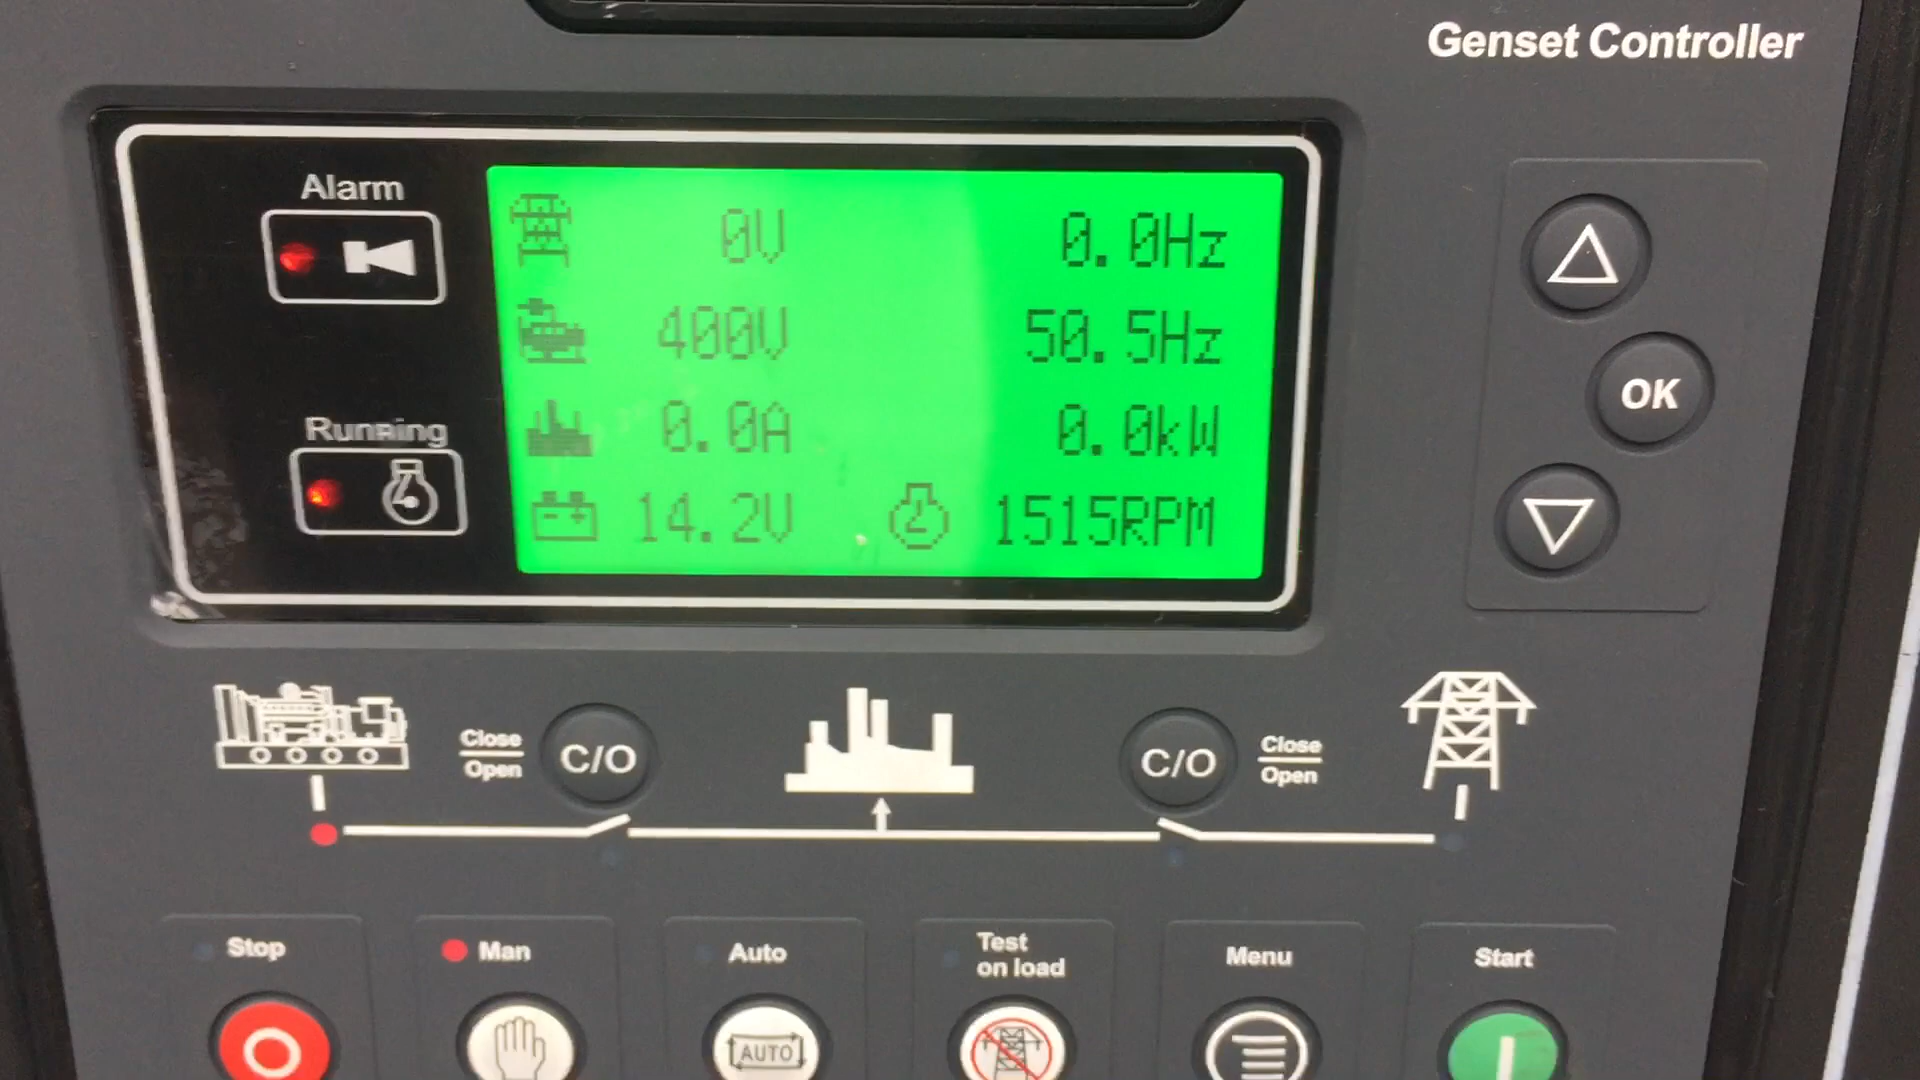 Genset Controller
Alarm
0V 0.0Hz
400V 50.5Hz
Running
0.0A 0.0kW
14.2V 1515RPM
OK
Close
Open
C/O
C/O
Close
Open
Stop
Man
Auto
Test
on load
Menu
Start
AUTO